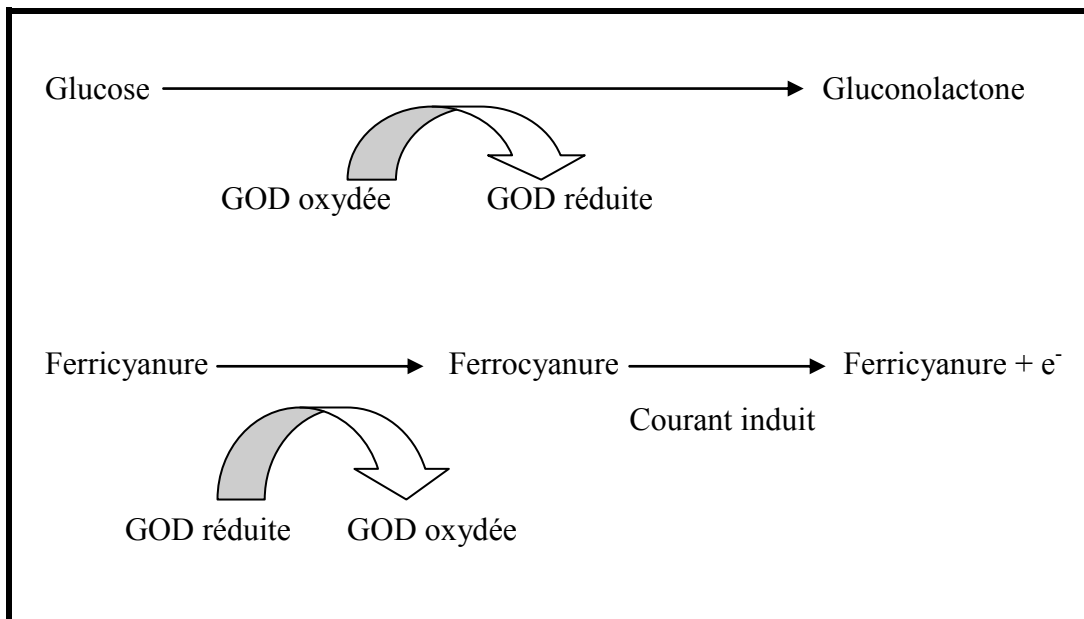 Glucose Gluconolactone
GOD oxydée GOD réduite
Ferricyanure Ferrocyanure Ferricyanure + e⁻
Courant induit
GOD réduite GOD oxydée